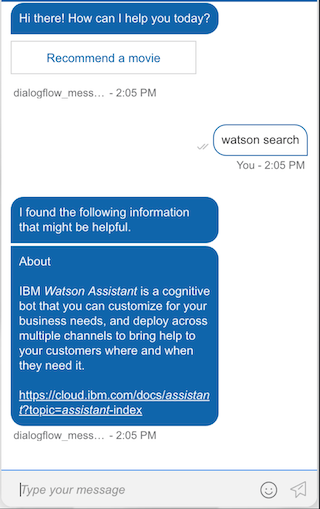 Hi there! How can I help you today?
Recommend a movie
dialogflow_mess… - 2:05 PM
watson search
You - 2:05 PM
I found the following information
that might be helpful.
About
IBM Watson Assistant is a cognitive
bot that you can customize for your
business needs, and deploy across
multiple channels to bring help to
your customers where and when
they need it.
https://cloud.ibm.com/docs/assistan
t?topic=assistant-index
dialogflow_mess… - 2:05 PM
Type your message